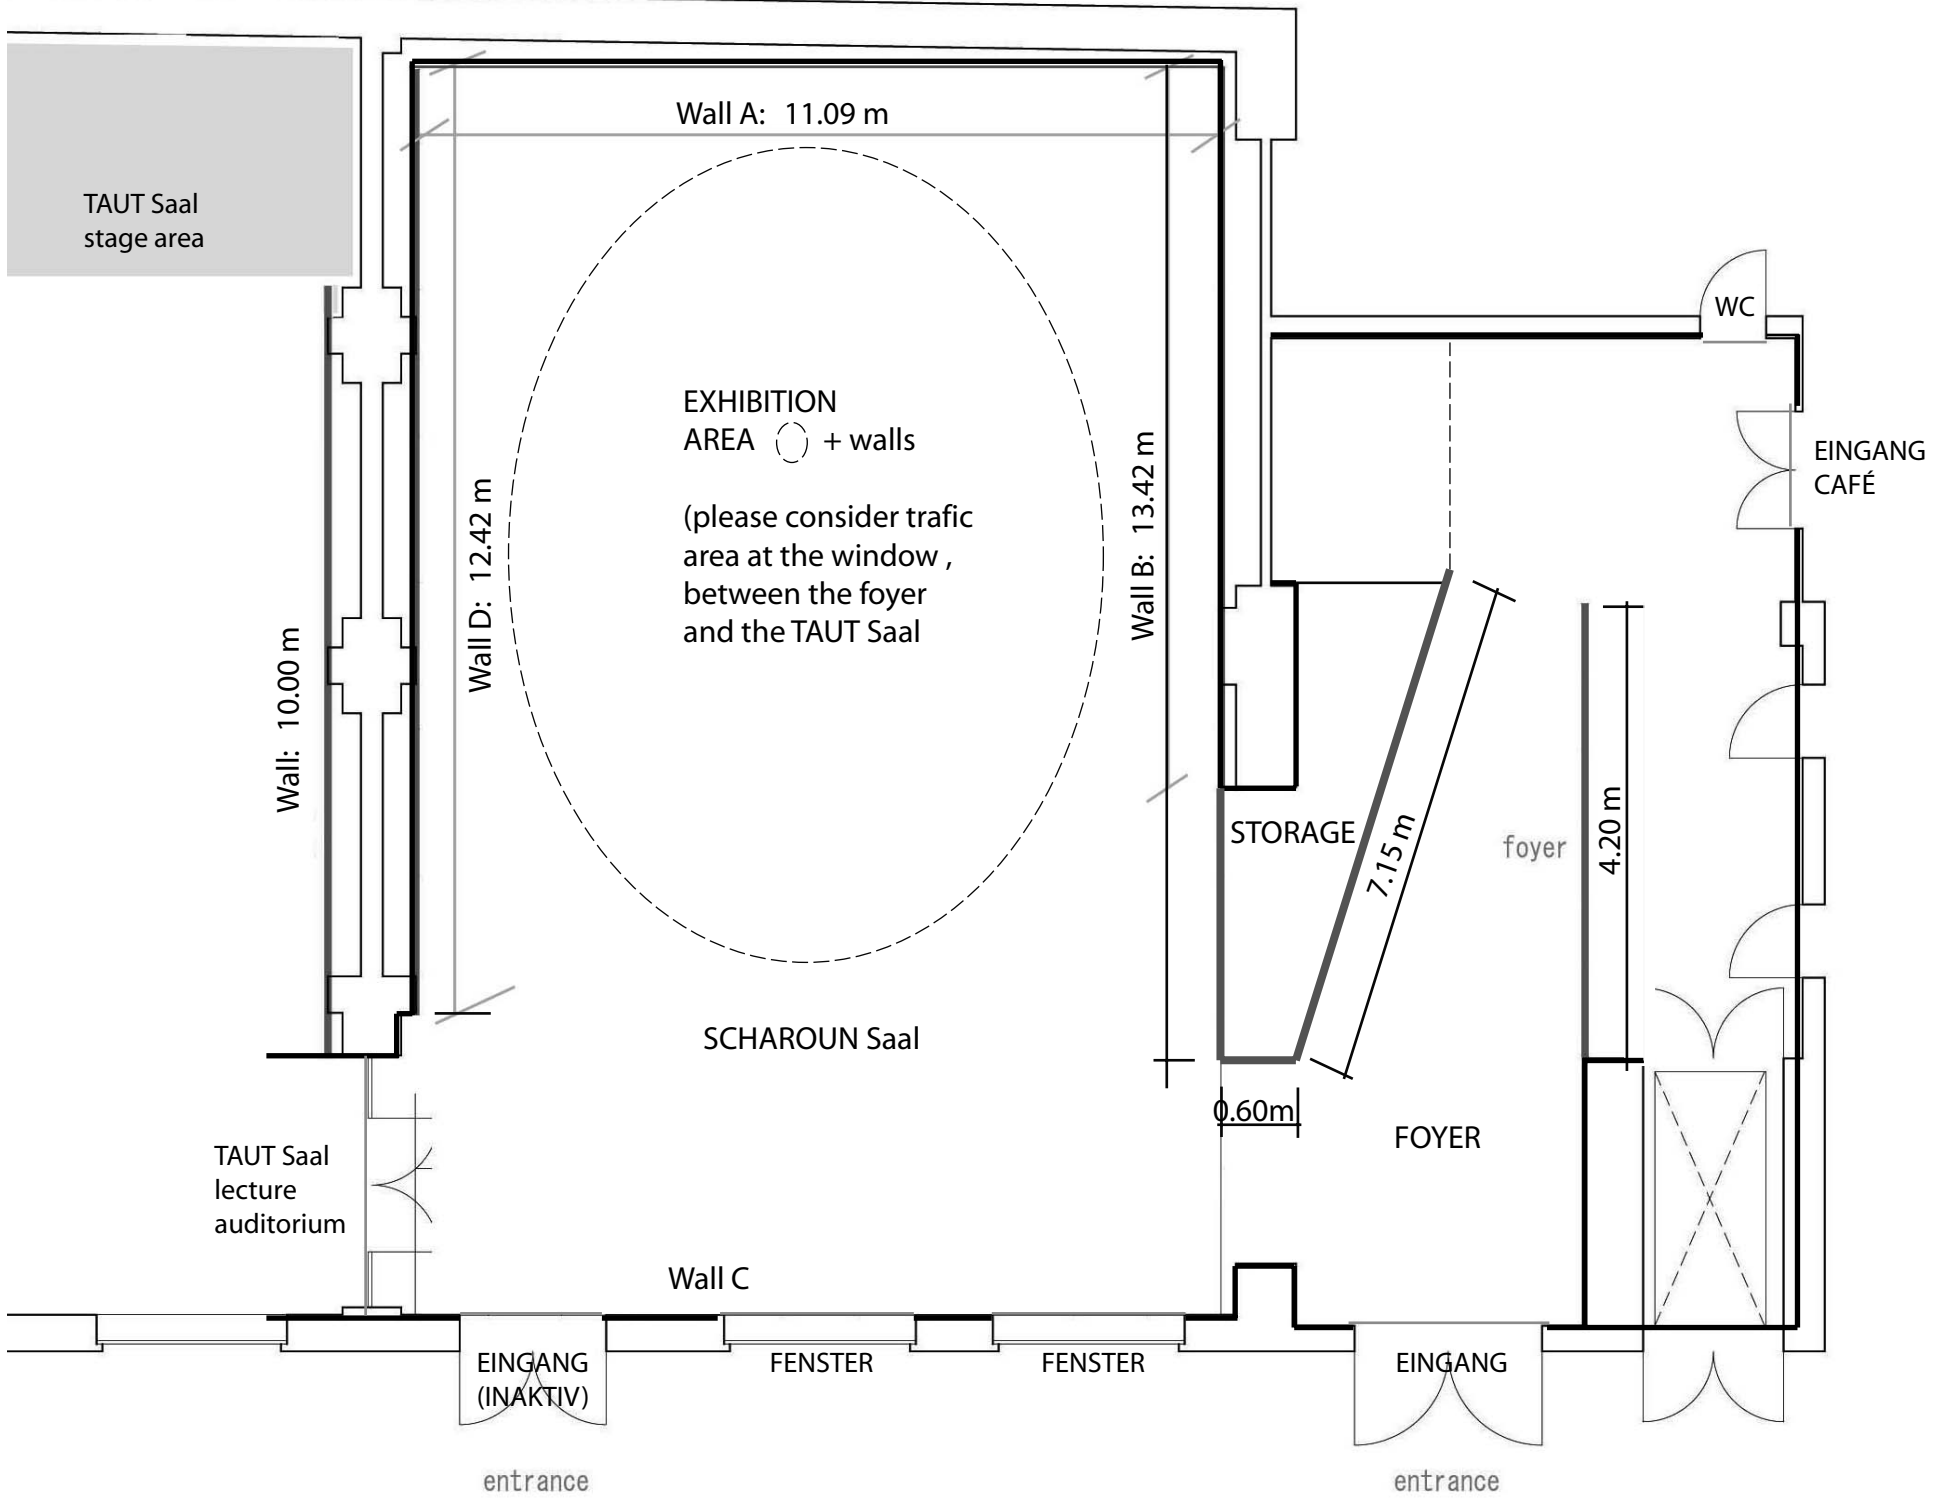 Wall A: 11.09 m
TAUT Saal
stage area
WC
EXHIBITION
AREA + walls
(please consider trafic
area at the window ,
between the foyer
and the TAUT Saal
Wall D: 12.42 m
Wall B: 13.42 m
EINGANG
CAFÉ
Wall: 10.00 m
STORAGE
7.15 m
foyer
4.20 m
SCHAROUN Saal
0.60m
FOYER
TAUT Saal
lecture
auditorium
Wall C
EINGANG
(INAKTIV)
FENSTER
FENSTER
EINGANG
entrance
entrance